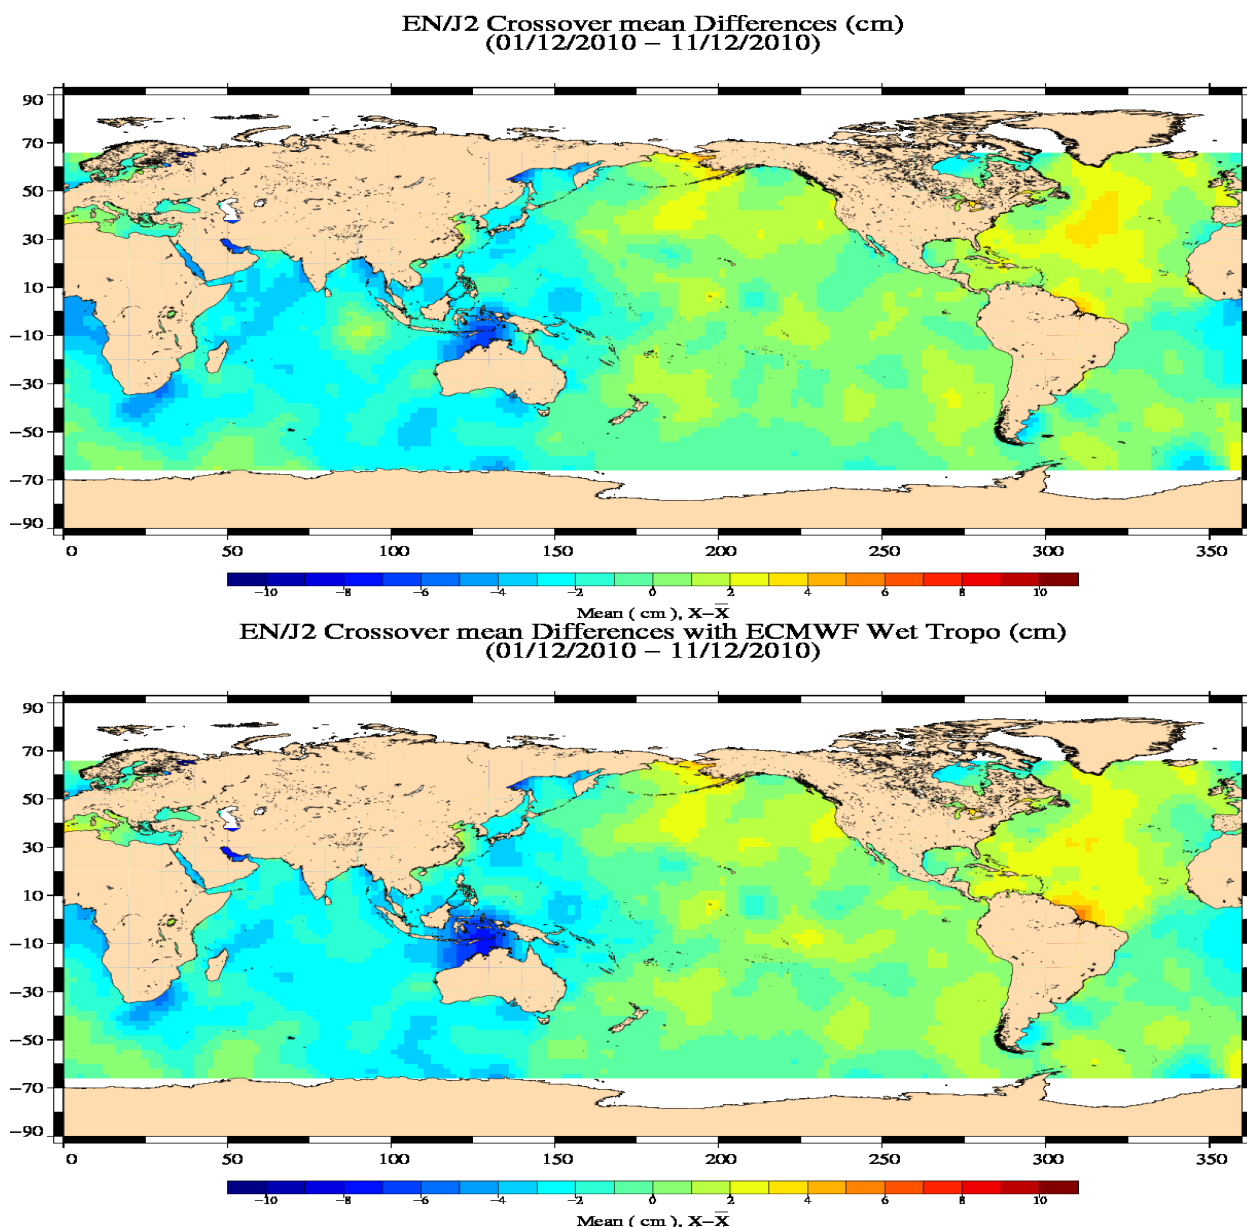 EN/J2 Crossover mean Differences (cm)
(01/12/2010 − 11/12/2010)
90
70
50
30
10
−10
−30
−50
−70
−90
0 50 100 150 200 250 300 350
−10 −8 −6 −4 −2 0 2 4 6 8 10
Mean ( cm ), X−X̅
EN/J2 Crossover mean Differences with ECMWF Wet Tropo (cm)
(01/12/2010 − 11/12/2010)
90
70
50
30
10
−10
−30
−50
−70
−90
0 50 100 150 200 250 300 350
−10 −8 −6 −4 −2 0 2 4 6 8 10
Mean ( cm ), X−X̅